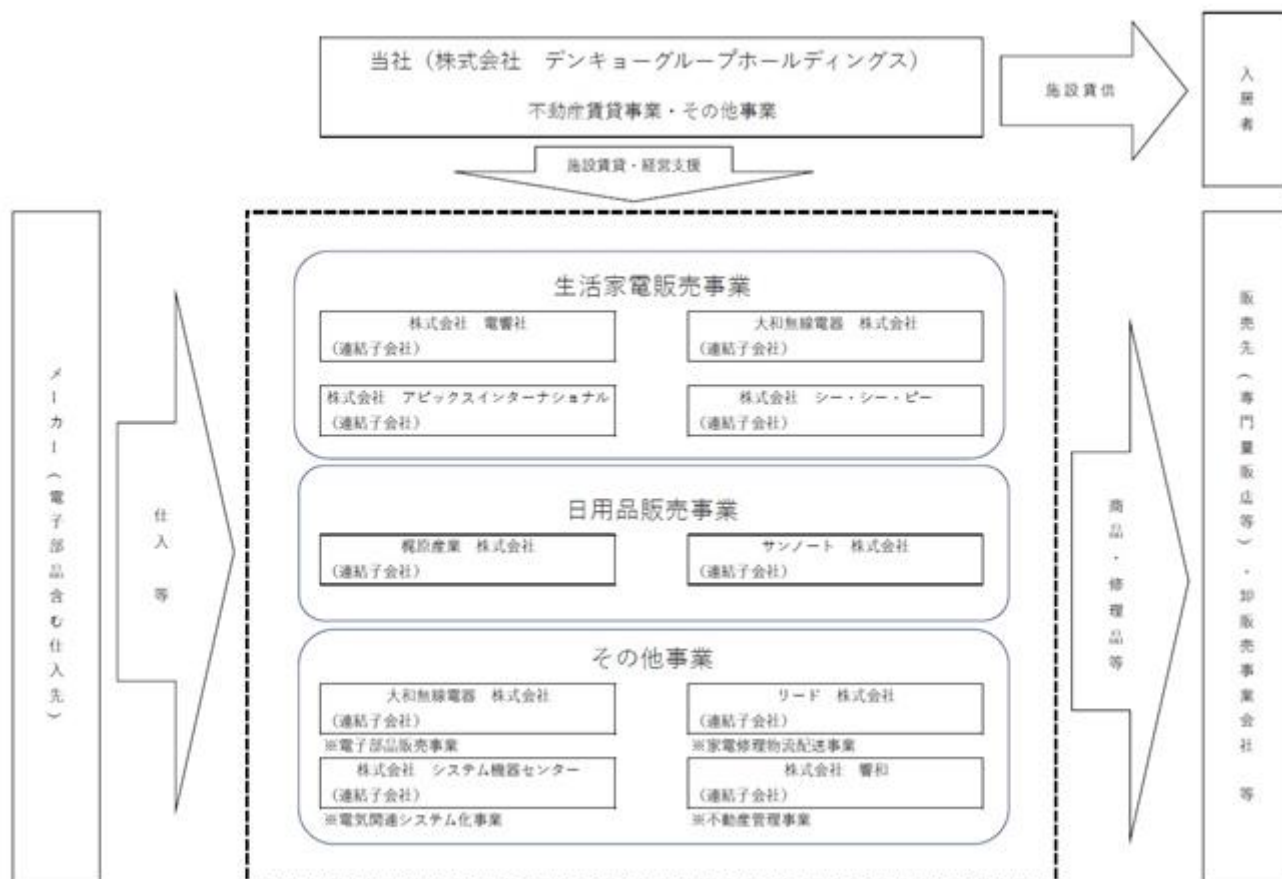 当社（株式会社　デンキョーグループホールディングス）
不動産賃貸事業・その他事業
施設賃供
入居者
施設賃貸・経営支援
メーカー（電子部品含む仕入先）
仕入　等
生活家電販売事業
株式会社　電響社
（連結子会社）
大和無線電器　株式会社
（連結子会社）
株式会社　アピックスインターナショナル
（連結子会社）
株式会社　シー・シー・ピー
（連結子会社）
日用品販売事業
梶原産業　株式会社
（連結子会社）
サンノート　株式会社
（連結子会社）
その他事業
大和無線電器　株式会社
（連結子会社）
※電子部品販売事業
リード　株式会社
（連結子会社）
※家電修理物流配送事業
株式会社　システム機器センター
（連結子会社）
※電気関連システム化事業
株式会社　響和
（連結子会社）
※不動産管理事業
商品・修理品等
販売先（専門量販店等）・卸販売事業会社　等